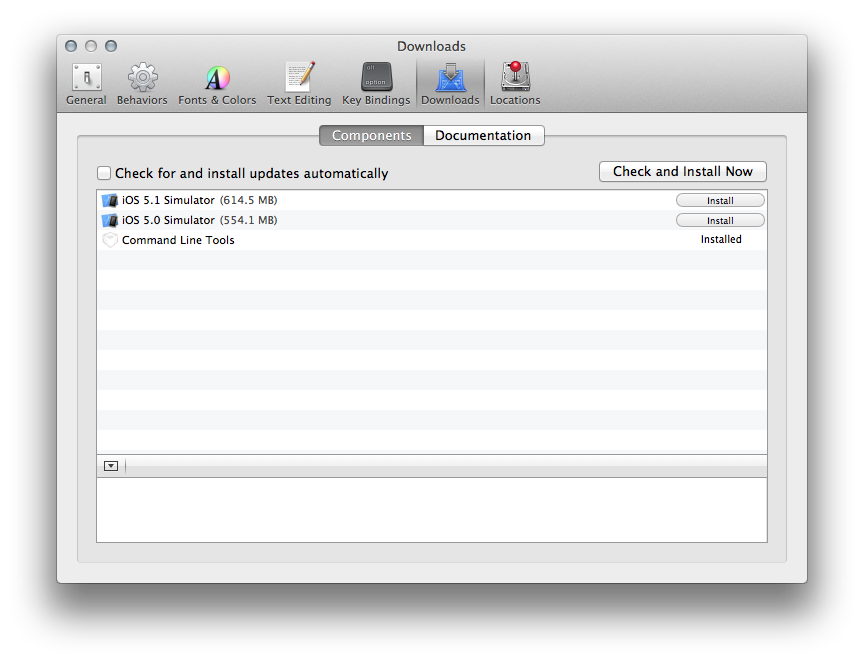 Downloads
General Behaviors Fonts & Colors Text Editing Key Bindings Downloads Locations
Components Documentation
Check for and install updates automatically Check and Install Now
iOS 5.1 Simulator (614.5 MB) Install
iOS 5.0 Simulator (554.1 MB) Install
Command Line Tools Installed